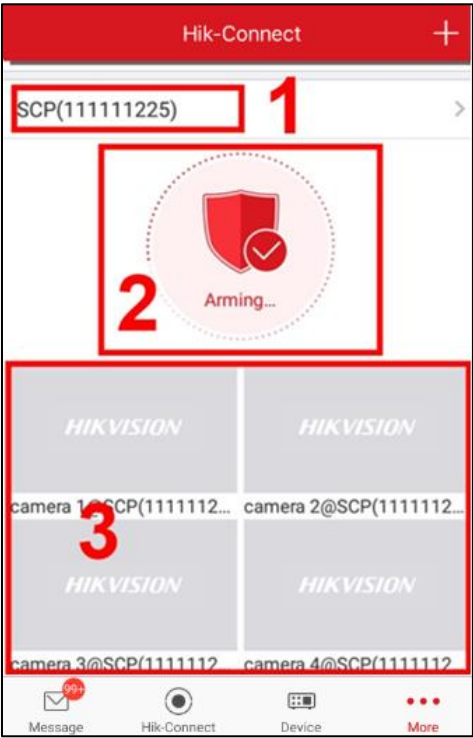 Hik-Connect
SCP(111111225)
1
2
Arming...
HIKVISION
HIKVISION
camera 1@SCP(1111112...
camera 2@SCP(1111112...
3
HIKVISION
HIKVISION
camera 3@SCP(1111112...
camera 4@SCP(1111112
99+
Message
Hik-Connect
Device
More